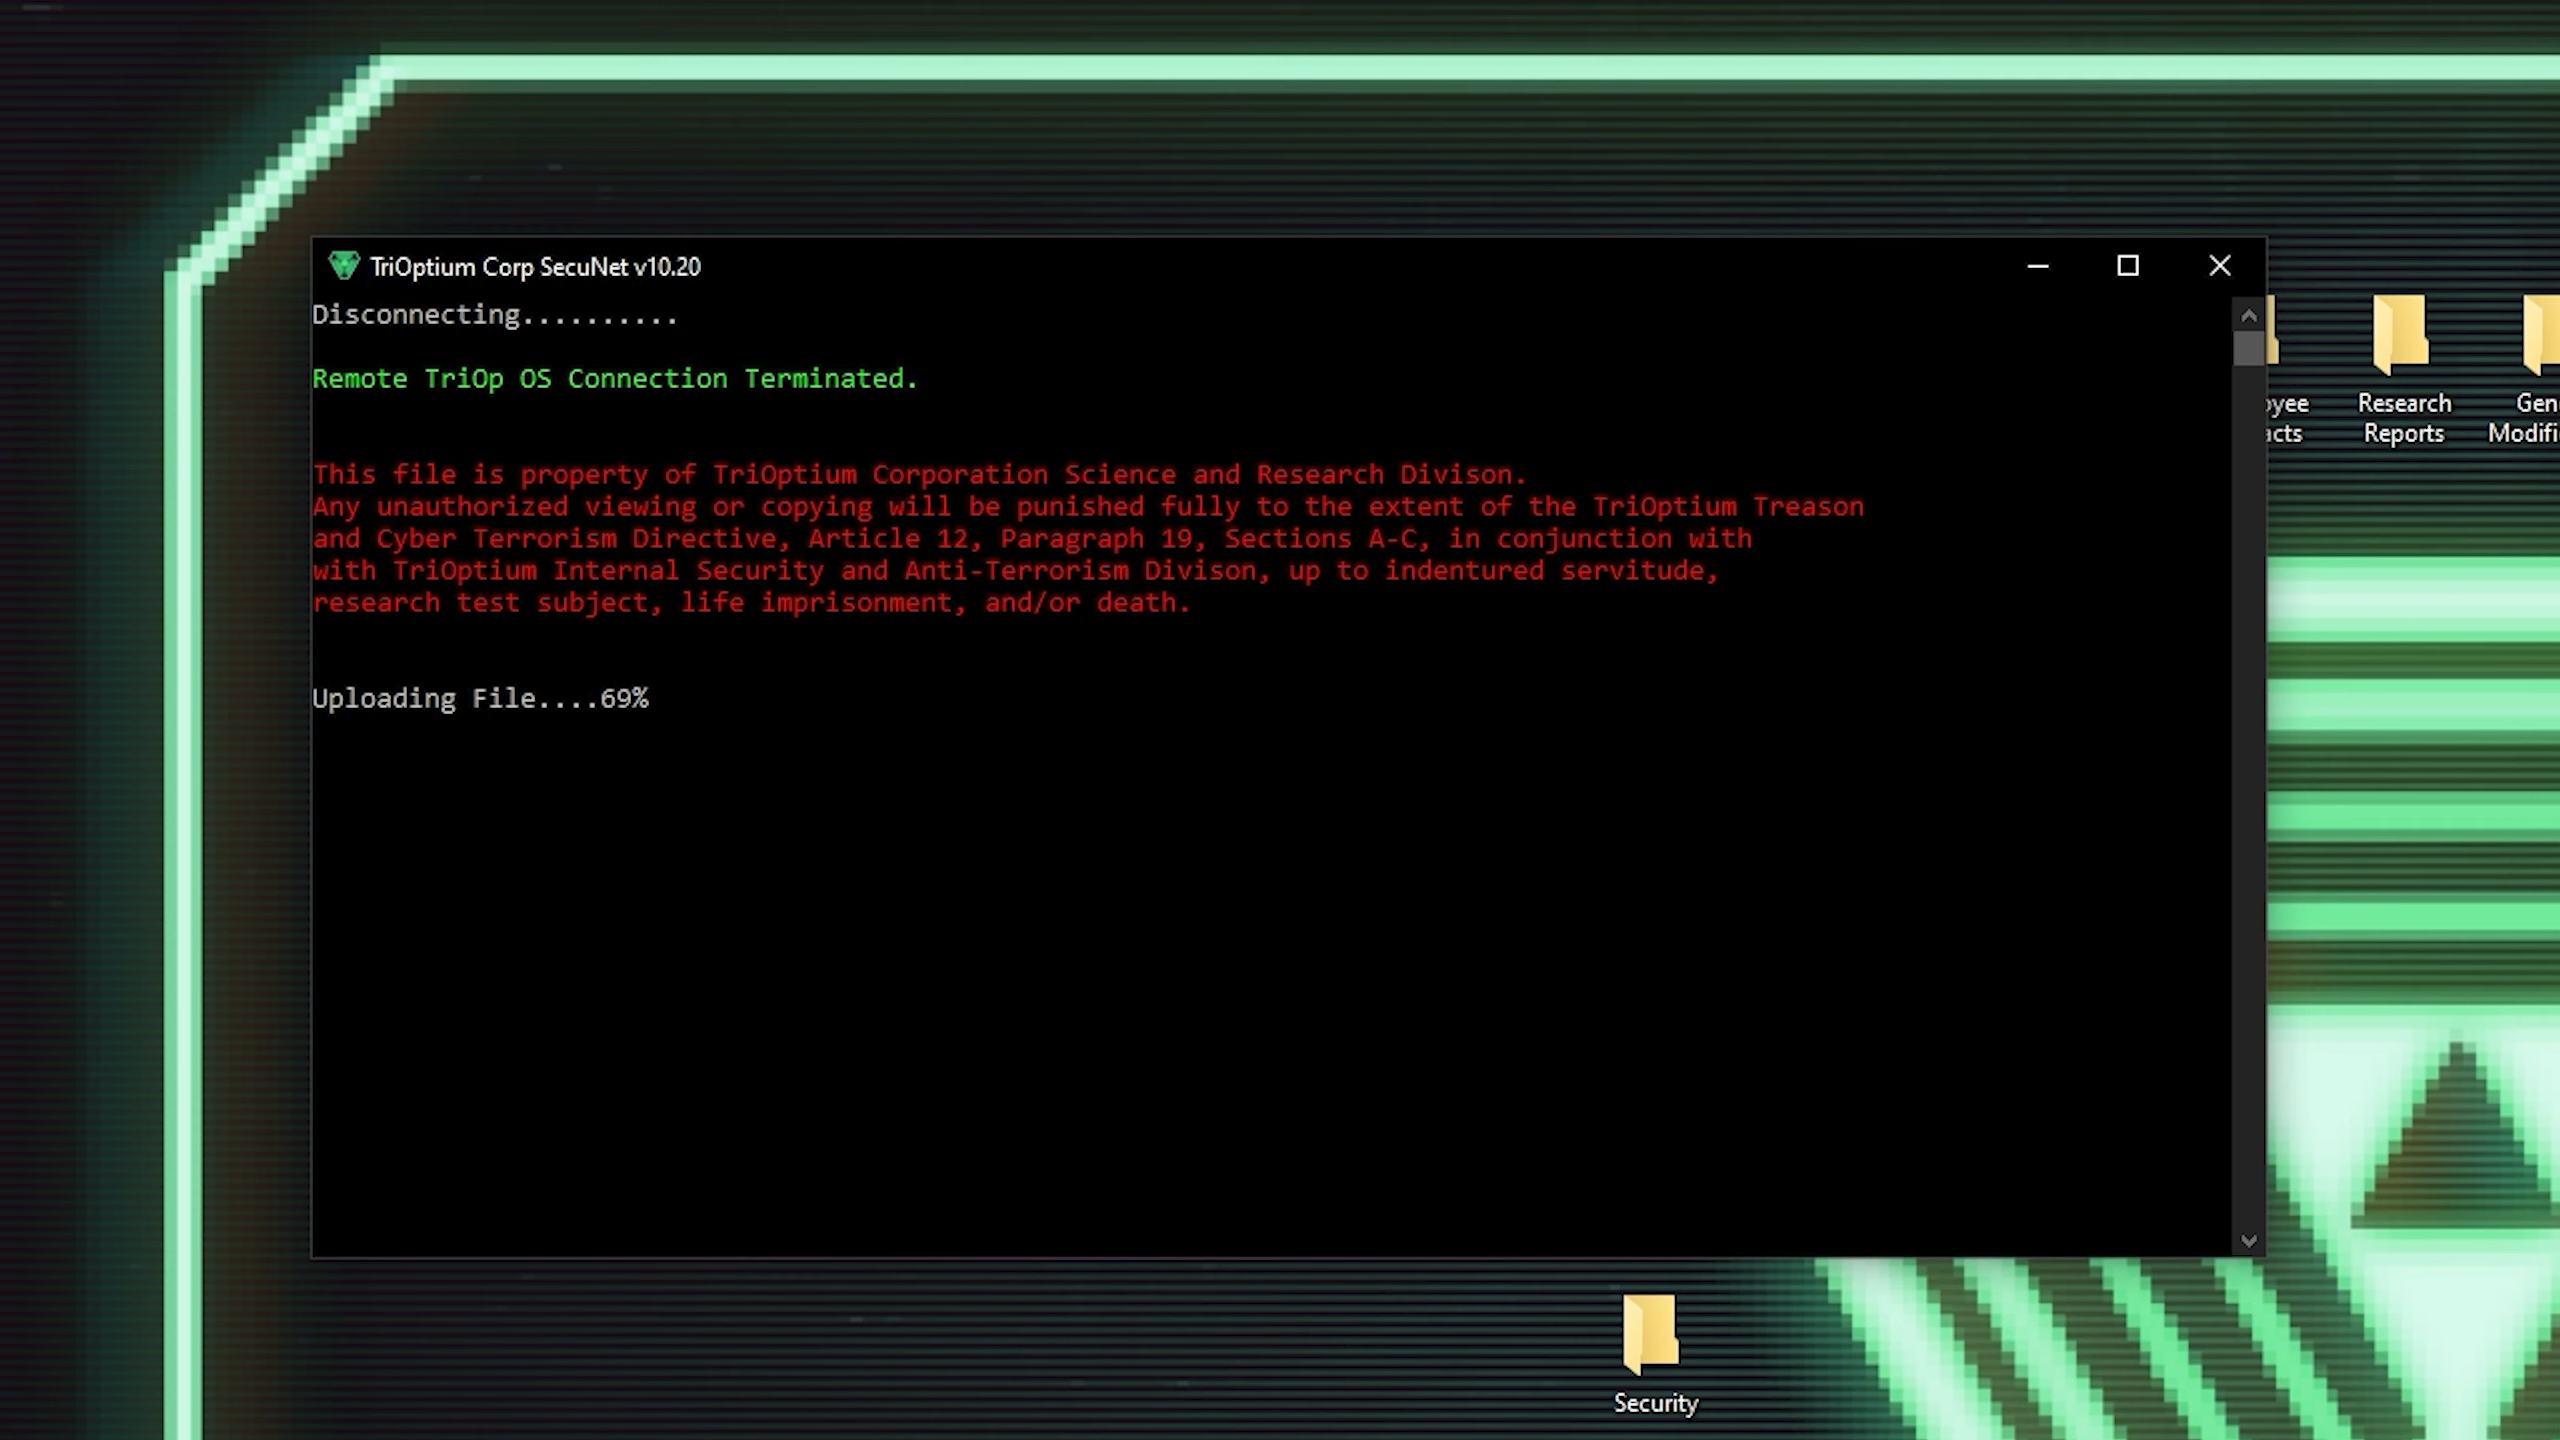 TriOptium Corp SecuNet v10.20
Disconnecting..........
Remote TriOp OS Connection Terminated.
This file is property of TriOptium Corporation Science and Research Divison.
Any unauthorized viewing or copying will be punished fully to the extent of the TriOptium Treason
and Cyber Terrorism Directive, Article 12, Paragraph 19, Sections A-C, in conjunction with
with TriOptium Internal Security and Anti-Terrorism Divison, up to indentured servitude,
research test subject, life imprisonment, and/or death.
Uploading File....69%
Research
Reports
Security